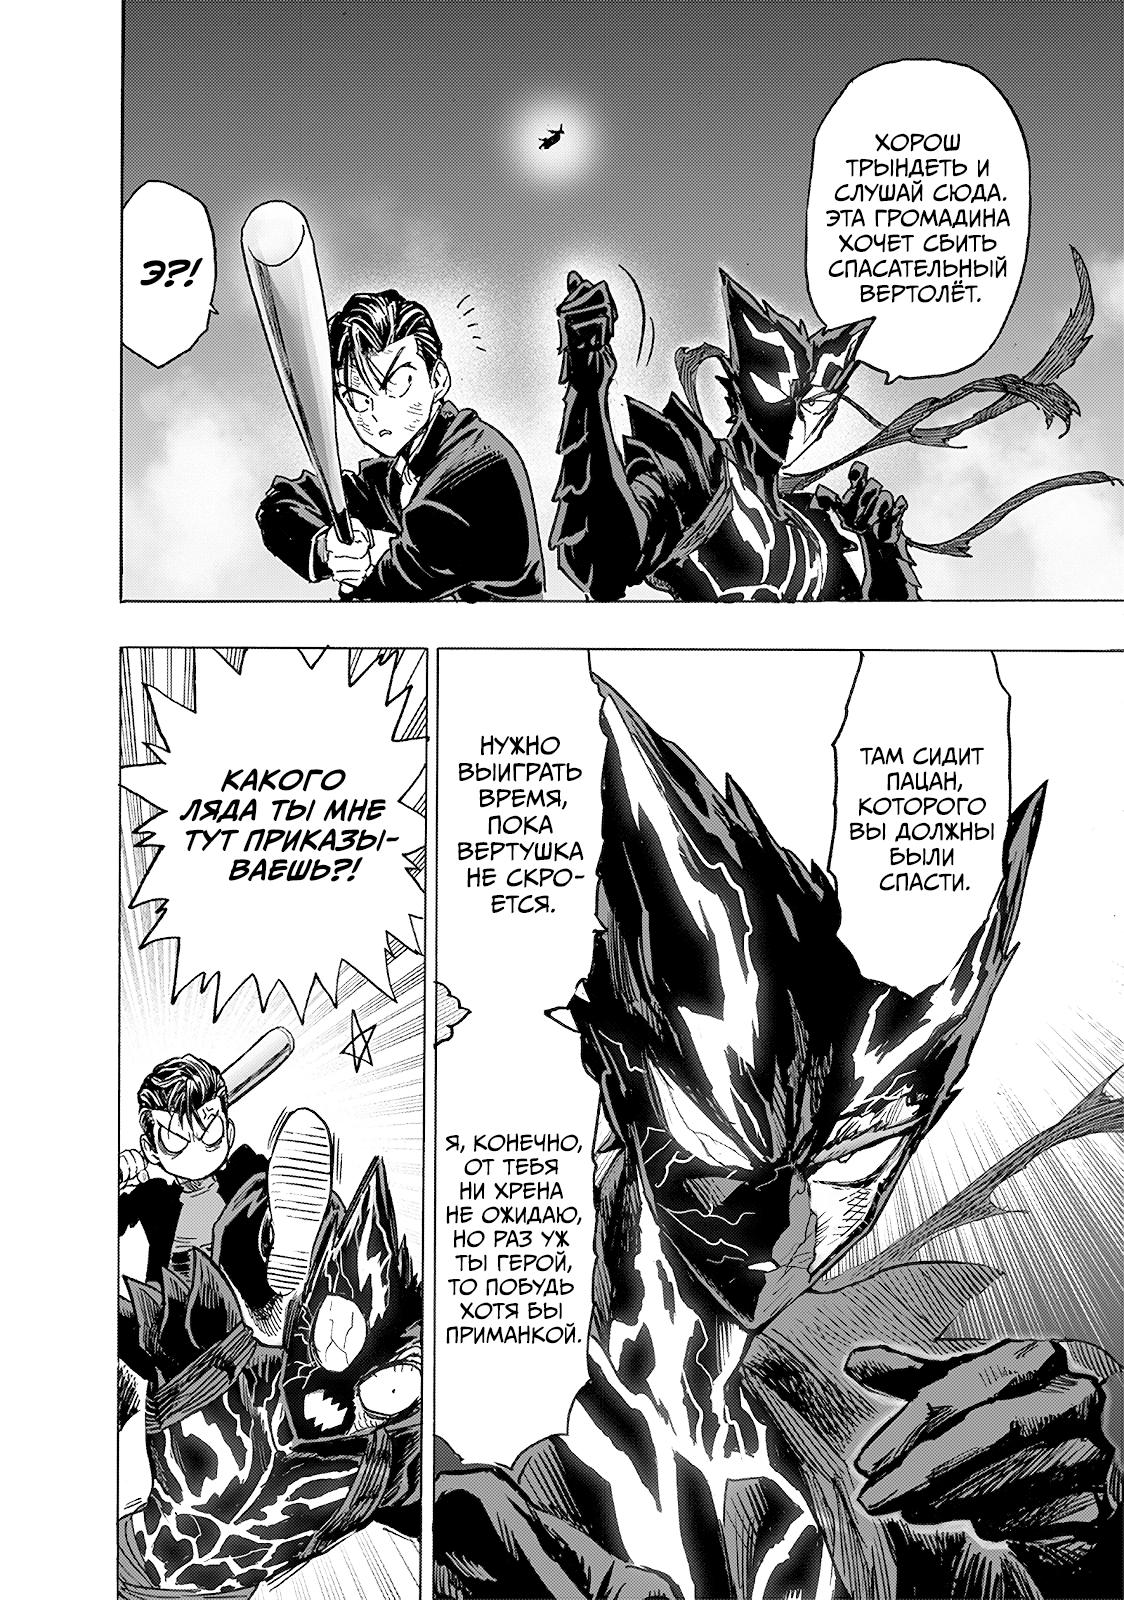 ХОРОШ
ТРЫНДЕТЬ И
СЛУШАЙ СЮДА.
ЭТА ГРОМАДИНА
ХОЧЕТ СБИТЬ
СПАСАТЕЛЬНЫЙ
ВЕРТОЛЁТ.
Э?!
ТАМ СИДИТ
ПАЦАН,
КОТОРОГО
ВЫ ДОЛЖНЫ
БЫЛИ
СПАСТИ.
НУЖНО
ВЫИГРАТЬ
ВРЕМЯ,
ПОКА
ВЕРТУШКА
НЕ СКРО-
ЕТСЯ.
Я, КОНЕЧНО,
ОТ ТЕБЯ
НИ ХРЕНА
НЕ ОЖИДАЮ,
НО РАЗ УЖ
ТЫ ГЕРОЙ,
ТО ПОБУДЬ
ХОТЯ БЫ
ПРИМАНКОЙ.
КАКОГО
ЛЯДА ТЫ МНЕ
ТУТ ПРИКАЗЫ-
ВАЕШЬ?!